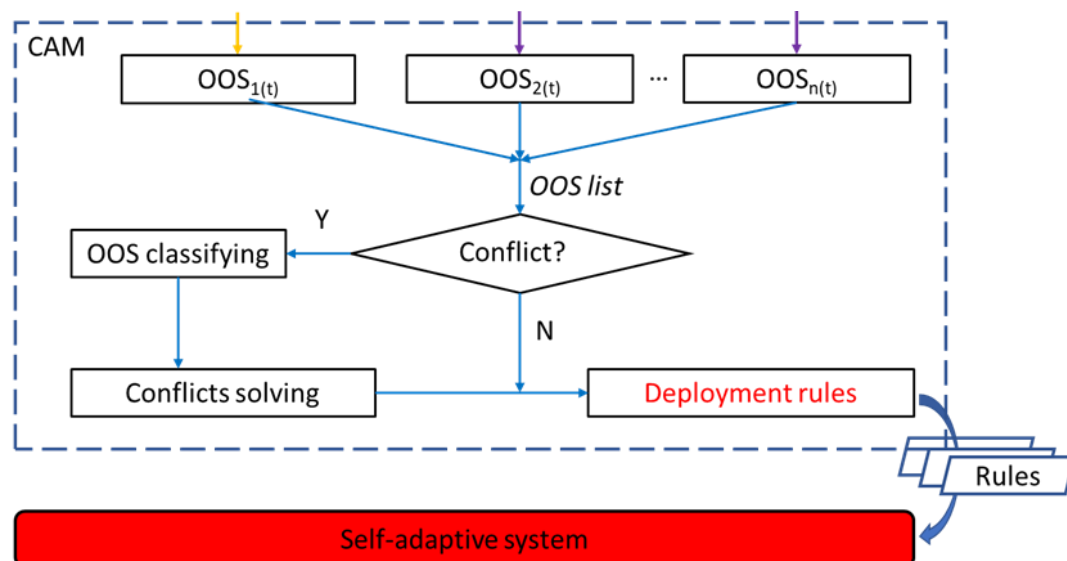 CAM
OOS1(t)
OOS2(t)
...
OOSn(t)
OOS list
Y
OOS classifying
Conflict?
N
Conflicts solving
Deployment rules
Rules
Self-adaptive system